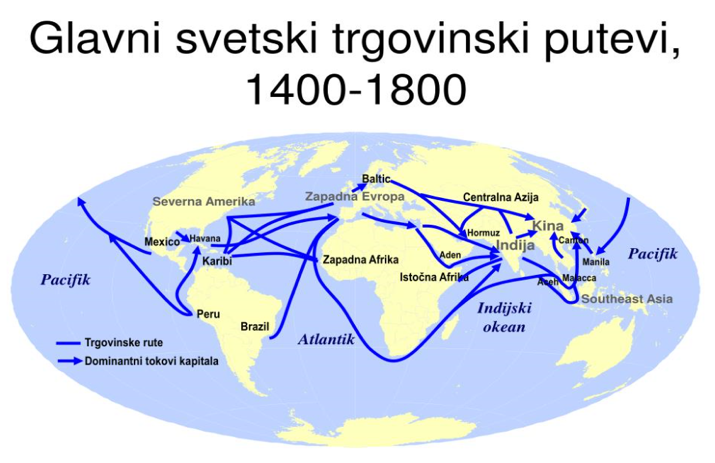 Glavni svetski trgovinski putevi,
1400-1800
Baltic
Severna Amerika
Zapadna Evropa
Centralna Azija
Mexico
Havana
Hormuz
Kina
Canton
Indija
Karibi
Zapadna Afrika
Aden
Manila
Pacifik
Pacifik
Istočna Afrika
Aceh
Malacca
Southeast Asia
Peru
Brazil
Atlantik
Indijski
okean
Trgovinske rute
Dominantni tokovi kapitala